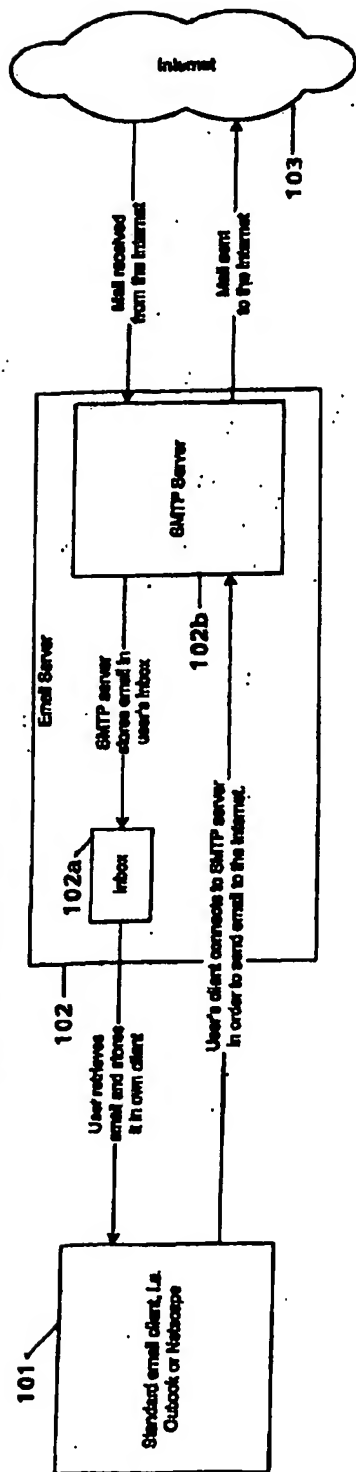 101
Standard email client, i.e.
Outlook or Netscape
User retrieves
email and stores
it in own client
102
Email Server
102a
Inbox
SMTP server
stores email in
user's inbox
102b
SMTP Server
User's client connects to SMTP server
in order to send email to the Internet.
Mail received
from the Internet
Mail sent
to the Internet
103
Internet